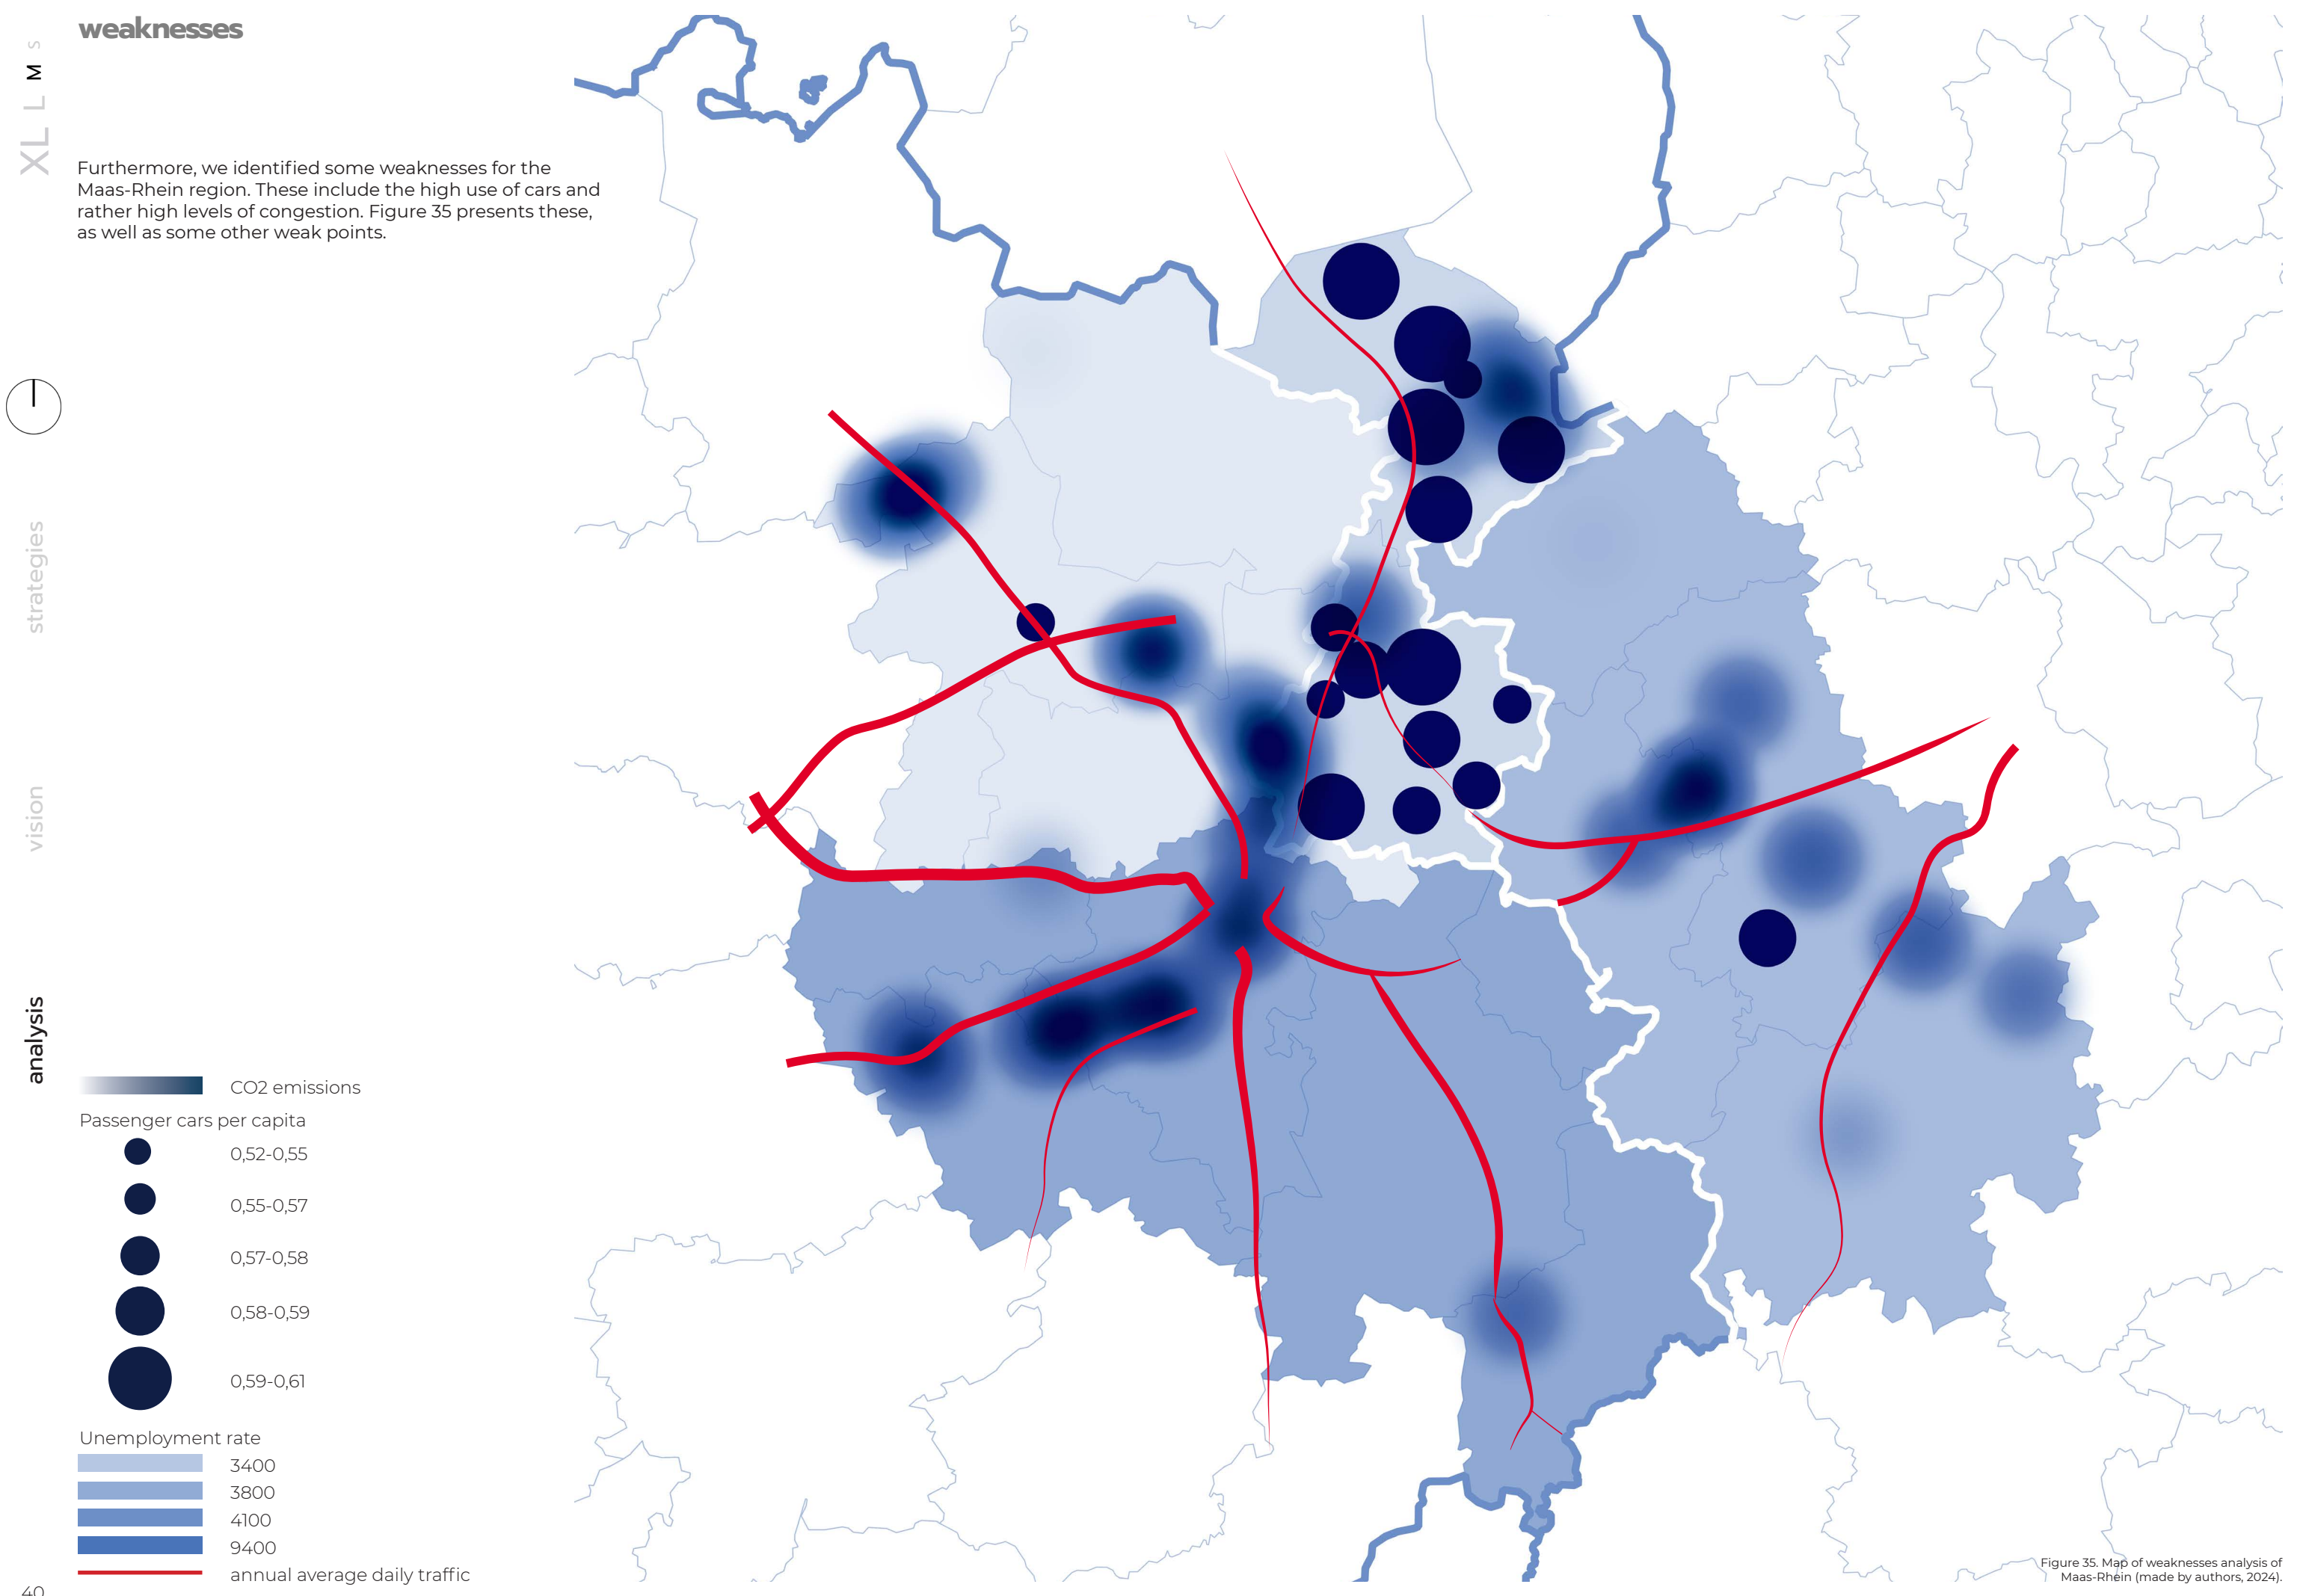 weaknesses
Furthermore, we identified some weaknesses for the
Maas-Rhein region. These include the high use of cars and
rather high levels of congestion. Figure 35 presents these,
as well as some other weak points.
S
M
L
XL
strategies
vision
analysis
CO2 emissions
Passenger cars per capita
0,52-0,55
0,55-0,57
0,57-0,58
0,58-0,59
0,59-0,61
Unemployment rate
3400
3800
4100
9400
annual average daily traffic
40
Figure 35. Map of weaknesses analysis of
Maas-Rhein (made by authors, 2024).